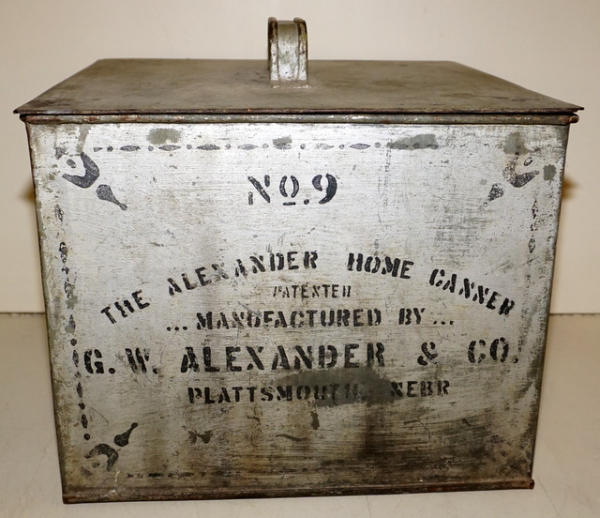 No. 9
THE ALEXANDER HOME CANNER
PATENTED
... MANUFACTURED BY ...
G. W. ALEXANDER & CO.
PLATTSMOUTH, NEBR